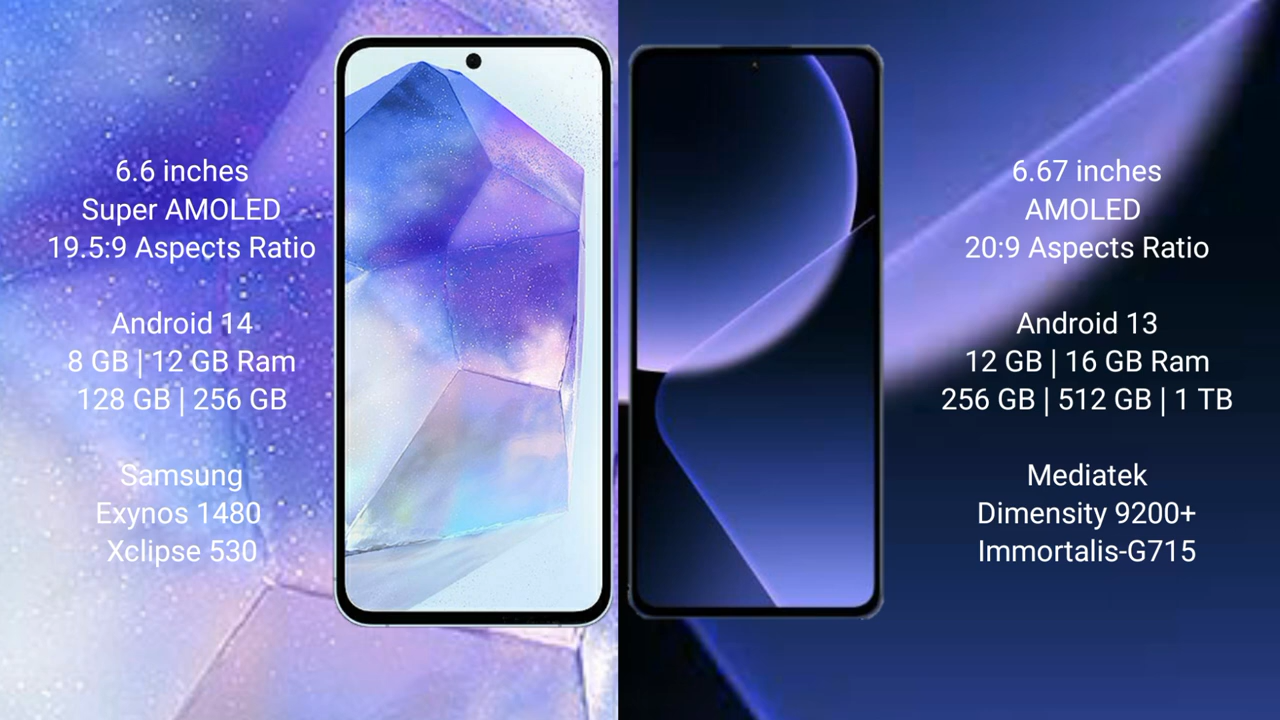 6.6 inches
Super AMOLED
19.5:9 Aspects Ratio
Android 14
8 GB | 12 GB Ram
128 GB | 256 GB
Samsung
Exynos 1480
Xclipse 530
6.67 inches
AMOLED
20:9 Aspects Ratio
Android 13
12 GB | 16 GB Ram
256 GB | 512 GB | 1 TB
Mediatek
Dimensity 9200+
Immortalis-G715